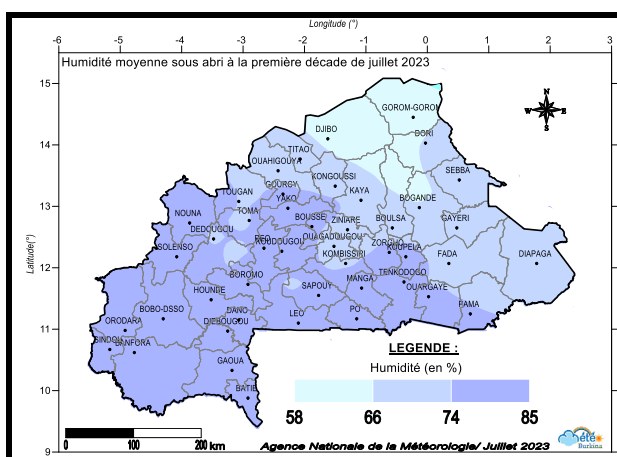 Longitude (°)
-6 -5 -4 -3 -2 -1 0 1 2 3
Humidité moyenne sous abri à la première décade de juillet 2023
15
GOROM-GOROM
N
W E
S
DJIBO
DORI
14
TITAO
OUAHIGOUYA
KONGOUSSI
SEBBA
GOURCY
KAYA
TOUGAN
YAKO
BOGANDE
13
NOUNA
TOMA
BOUSSE
ZINIARE
BOULSA
GAYERI
DEDOUGOU
REO
OUAGADOUGOU
ZORGHO
KOUPELA
SOLENSO
KOUDOUGOU
KOMBISSIRI
FADA
DIAPAGA
Latitude(°)
12
BOROMO
MANGA
TENKODOGO
HOUNDE
SAPOUY
OUARGAYE
BOBO-DSSO
DANO
LEO
PO
PAMA
ORODARA
DIEBOUGOU
11
SINDOU
BANFORA
LEGENDE :
GAOUA
Humidité (en %)
10
BATIE
58 66 74 85
0 100 200 km
Agence Nationale de la Météorologie/ Juillet 2023
météo
Burkina
9